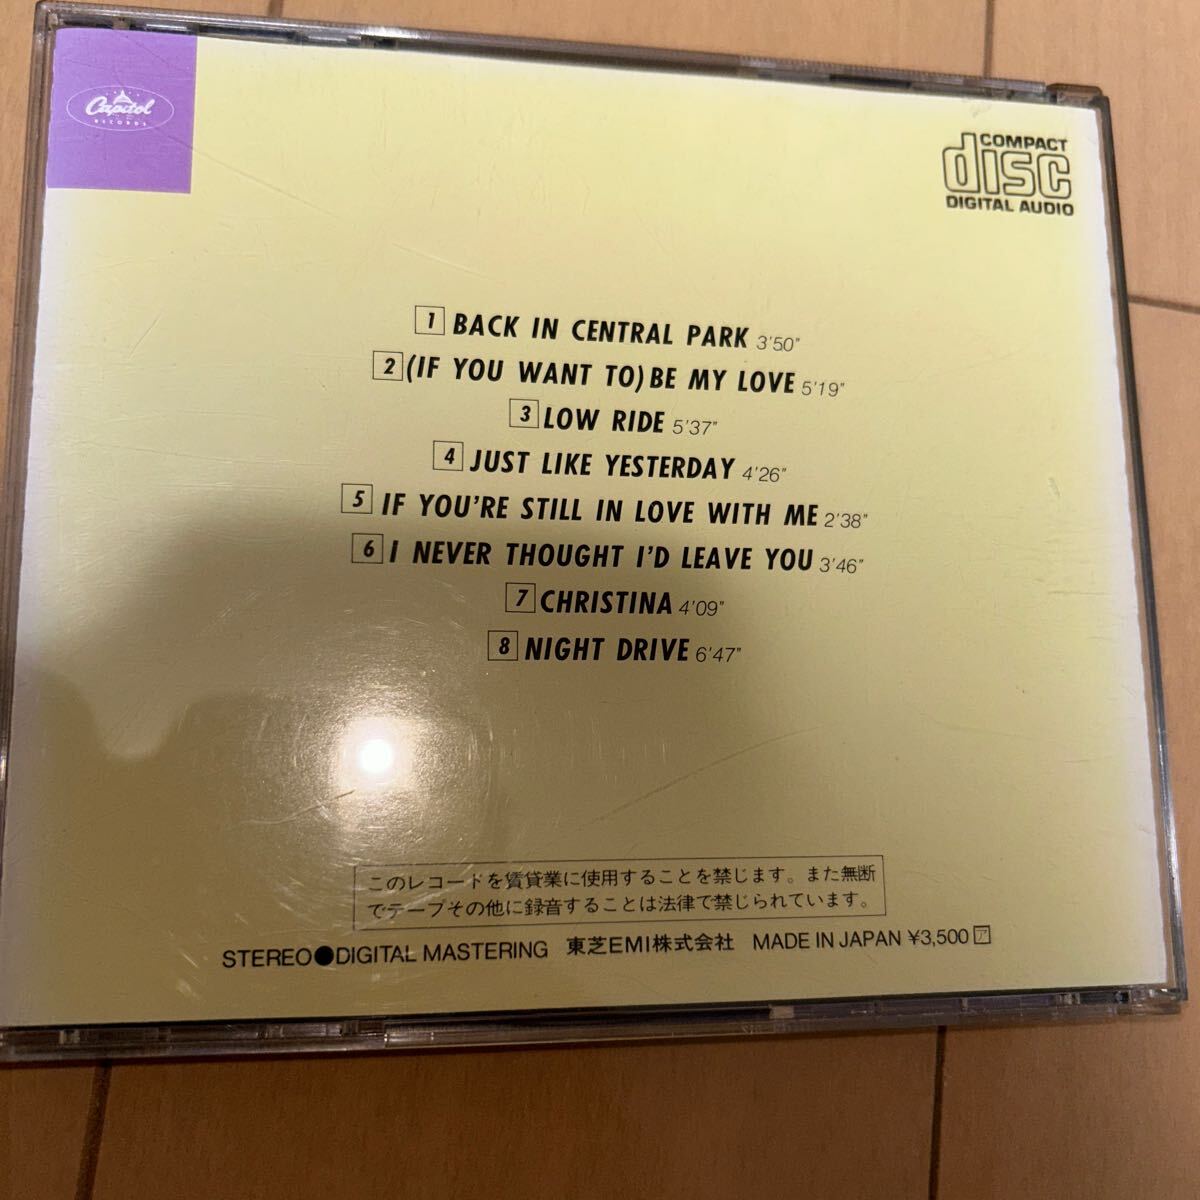 Capitol
RECORDS
COMPACT
disc
DIGITAL AUDIO
1 BACK IN CENTRAL PARK 3'50"
2 (IF YOU WANT TO) BE MY LOVE 5'19"
3 LOW RIDE 5'37"
4 JUST LIKE YESTERDAY 4'26"
5 IF YOU'RE STILL IN LOVE WITH ME 2'38"
6 I NEVER THOUGHT I'D LEAVE YOU 3'46"
7 CHRISTINA 4'09"
8 NIGHT DRIVE 6'47"
このレコードを賃貸業に使用することを禁じます。また無断
でテープその他に録音することは法律で禁じられています。
STEREO●DIGITAL MASTERING 東芝EMI株式会社 MADE IN JAPAN ¥3,500 ア